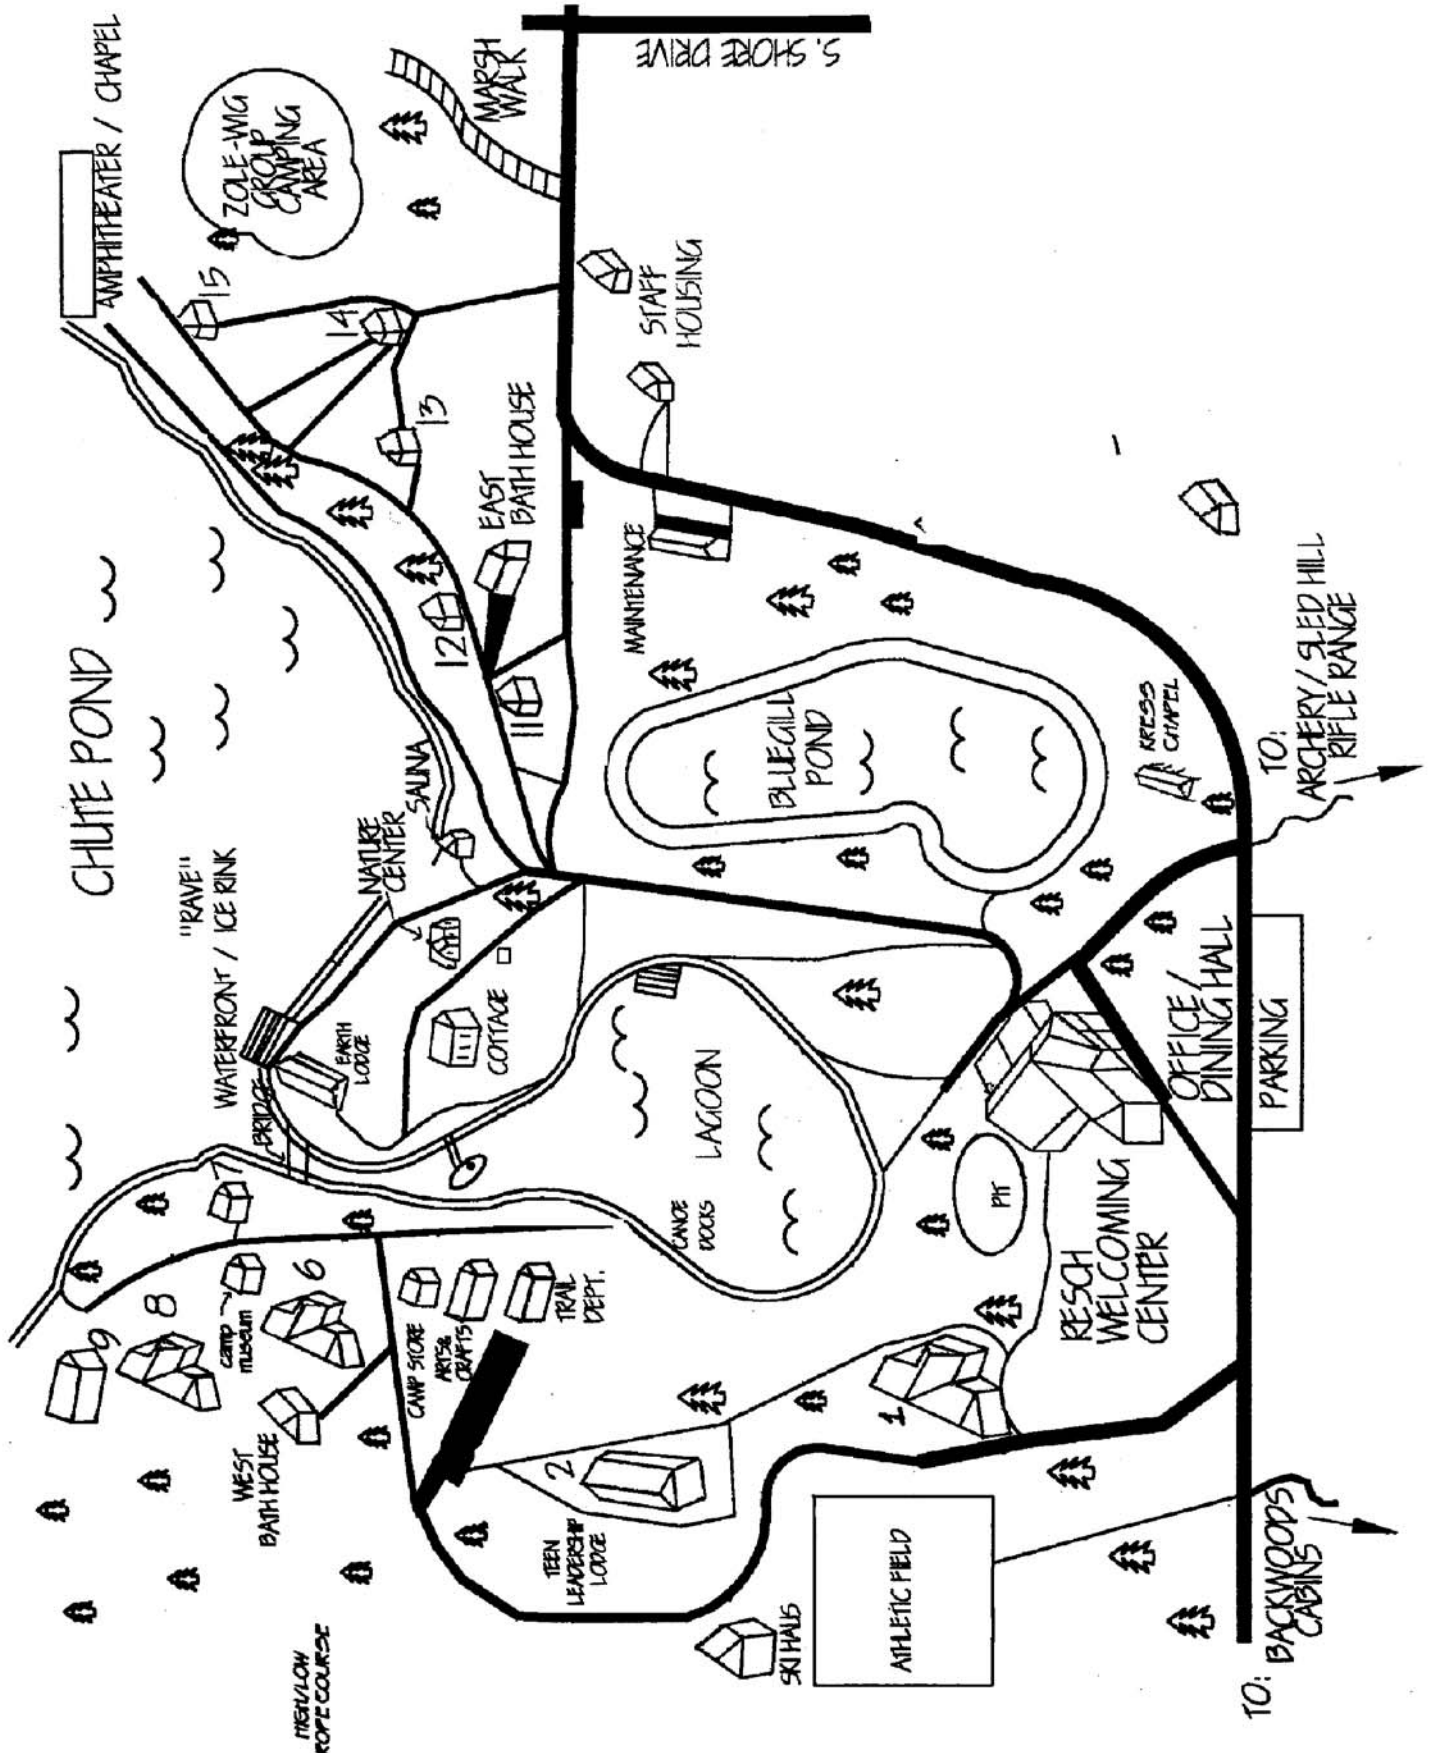 CHUTE POND
AMPHITHEATER / CHAPEL
ZOLE-WIG
GROUP
CAMPING
AREA
MARSH
WALK
S. SHORE DRIVE
15
14
13
STAFF
HOUSING
EAST
BATH HOUSE
12
11
MAINTENANCE
"RAVE"
WATERFRONT / ICE RINK
NATURE
CENTER
SAUNA
BLUEGILL
POND
KRESS
CHAPEL
TO:
ARCHERY / SLED HILL
RIFLE RANGE
BRIDGE
EARTH
LODGE
COTTAGE
LAGOON
CANOE
DOCKS
OFFICE /
DINING HALL
PARKING
PIT
RESCH
WELCOMING
CENTER
7
9
8
camp
museum
6
CAMP STORE
ARTS &
CRAFTS
TRAIL
DEPT.
1
WEST
BATH HOUSE
2
TEEN
LEADERSHIP
LODGE
HIGH/LOW
ROPE COURSE
SKI HAUS
ATHLETIC FIELD
TO:
BACKWOODS
CABINS